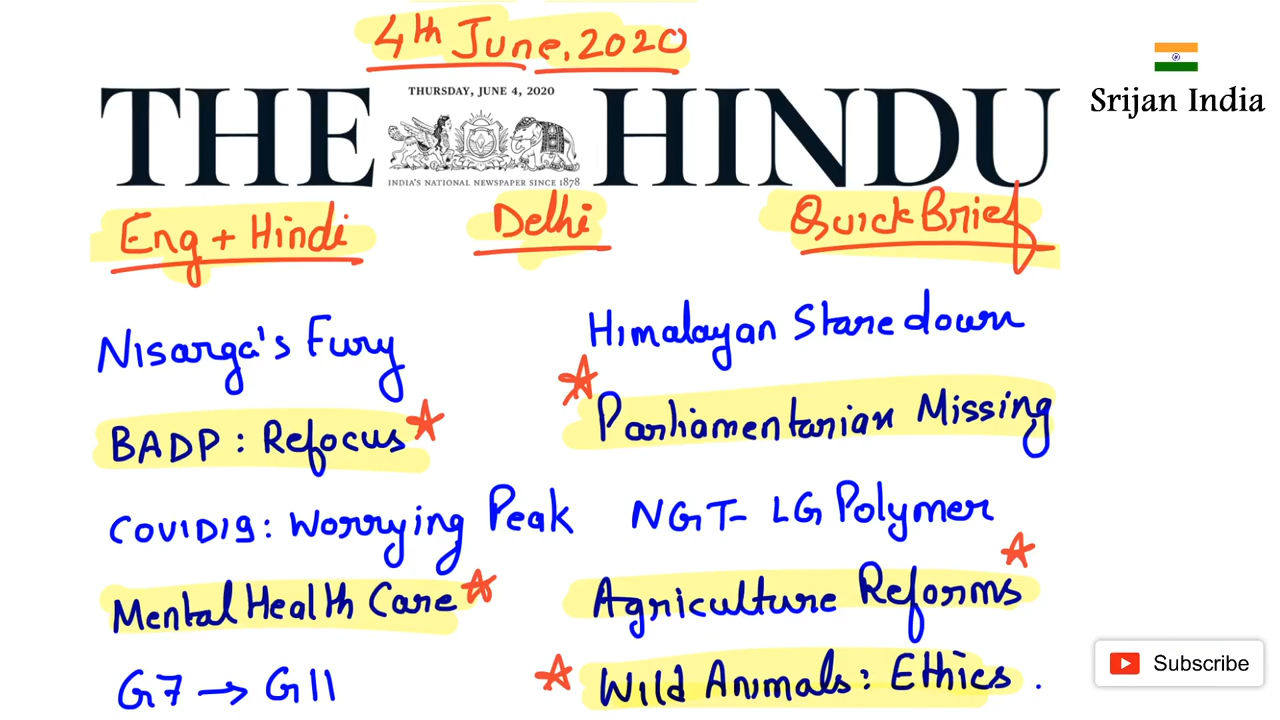 4th June, 2020
THE HINDU
THURSDAY, JUNE 4, 2020
INDIA'S NATIONAL NEWSPAPER SINCE 1878
Srijan India
Eng + Hindi Delhi Quick Brief
Nisarga's Fury
BADP : Refocus
COVID19 : Worrying Peak
Mental Health Care
G7 → G11
Himalayan Staredown
Parliamentarian Missing
NGT - LG Polymer
Agriculture Reforms
Wild Animals : Ethics .
Subscribe